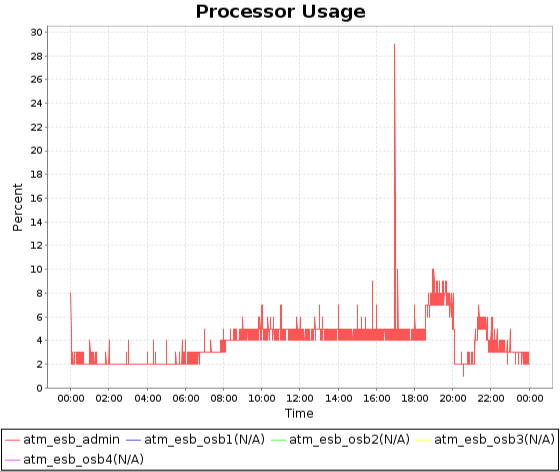 Processor Usage
30
28
26
24
22
20
18
16
14
12
10
8
6
4
2
0
Percent
00:00 02:00 04:00 06:00 08:00 10:00 12:00 14:00 16:00 18:00 20:00 22:00 00:00
Time
atm_esb_admin atm_esb_osb1(N/A) atm_esb_osb2(N/A) atm_esb_osb3(N/A)
atm_esb_osb4(N/A)